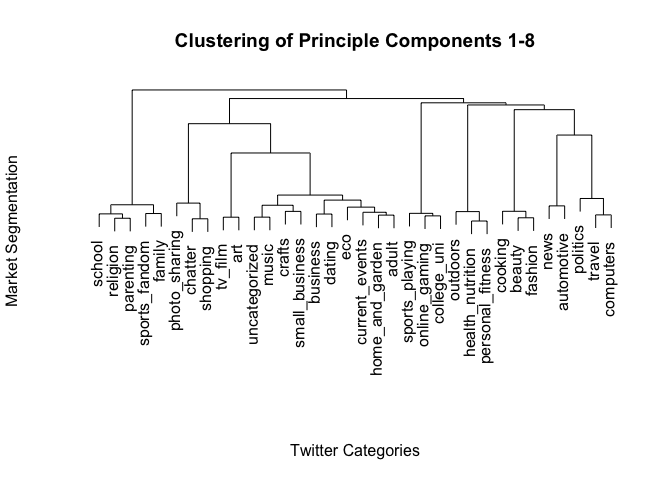 Clustering of Principle Components 1-8
Market Segmentation
school
religion
parenting
sports_fandom
family
photo_sharing
chatter
shopping
tv_film
art
uncategorized
music
crafts
small_business
business
dating
eco
current_events
home_and_garden
adult
sports_playing
online_gaming
college_uni
outdoors
health_nutrition
personal_fitness
cooking
beauty
fashion
news
automotive
politics
travel
computers
Twitter Categories